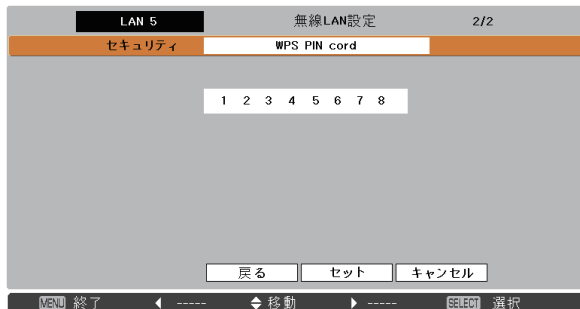 LAN 5 無線LAN設定 2/2
セキュリティ WPS PIN cord
1 2 3 4 5 6 7 8
戻る セット キャンセル
MENU 終了 ◀ ----- ◆ 移動 ▶ ----- SELECT 選択